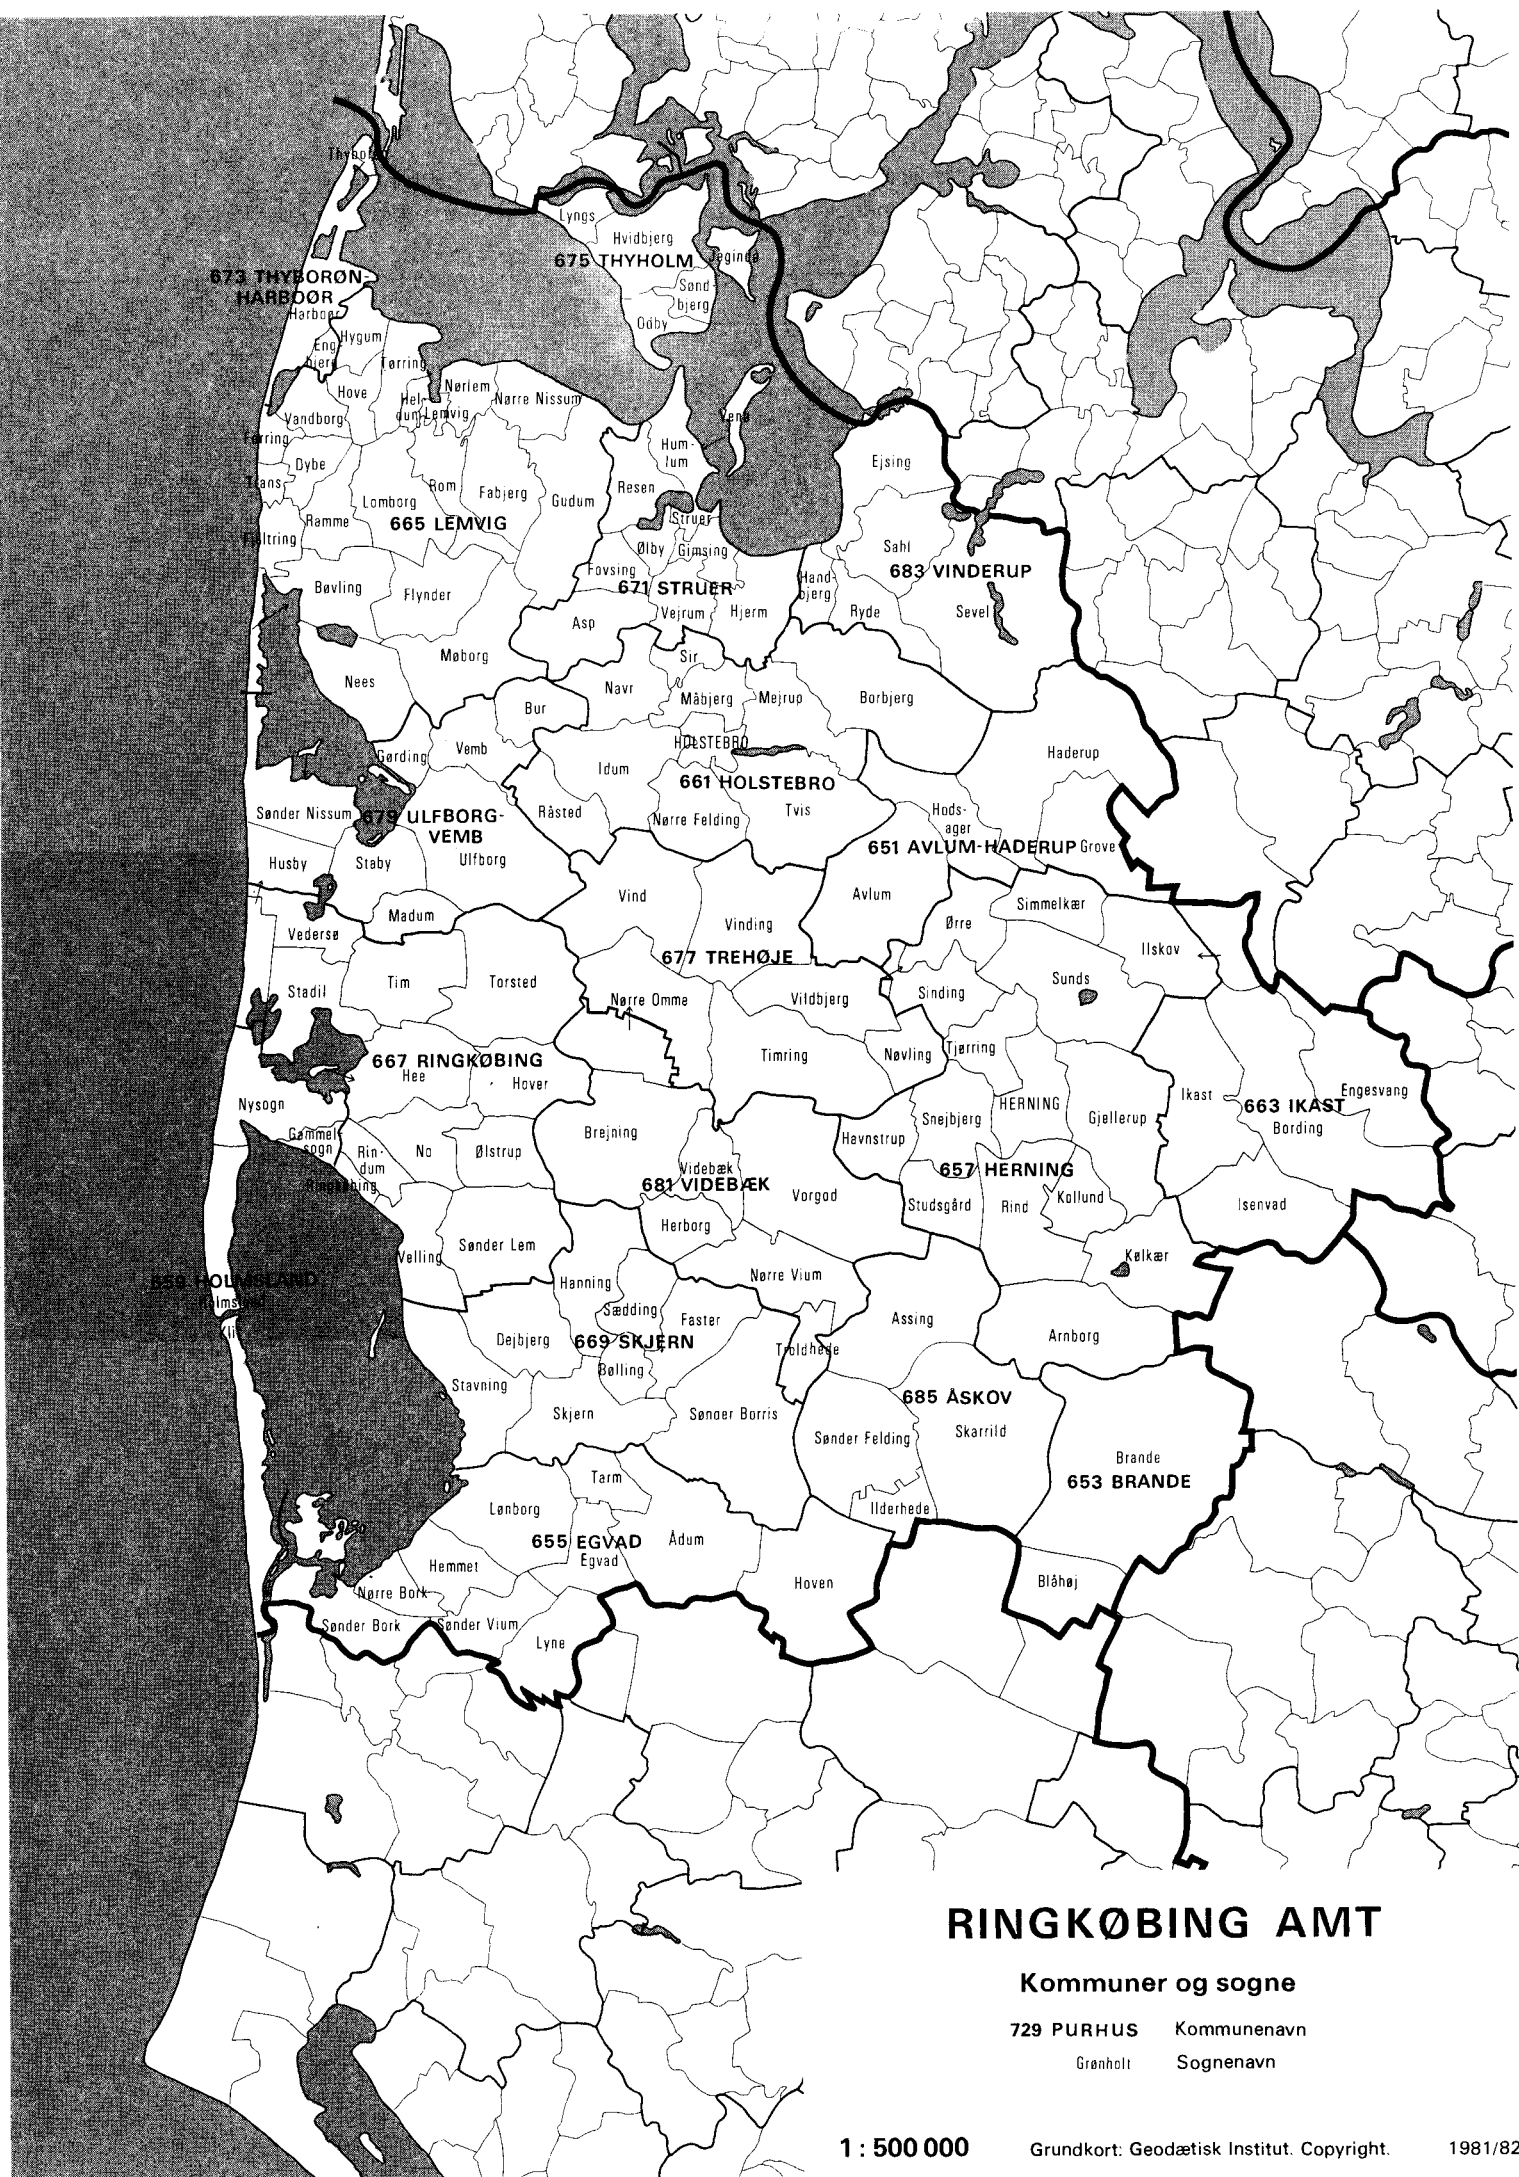 Thyborøn
Lyngs
Hvidbjerg
675 THYHOLM
Jegindø
Sønd-
bjerg
Odby
673 THYBORØN-
HARBOØR
Harboør
Hygum
Eng-
bjerg
Tørring
Hove
Nørlem
Nørre Nissum
Hel-
dum
Lemvig
Vandborg
Venø
Ferring
Hum-
lum
Dybe
Ejsing
Trans
Rom
Fabjerg
Resen
Lomborg
Gudum
Ramme
665 LEMVIG
Struer
Fjaltring
Ølby
Gimsing
Sahl
Fovsing
683 VINDERUP
Bøvling
Flynder
671 STRUER
Hand-
bjerg
Asp
Vejrum
Hjerm
Ryde
Sevel
Møborg
Sir
Nees
Navr
Måbjerg
Mejrup
Borbjerg
Bur
Vemb
HOLSTEBRO
Gørding
Haderup
Idum
661 HOLSTEBRO
Sønder Nissum
679 ULFBORG-
VEMB
Råsted
Nørre Felding
Tvis
Hods-
ager
651 AVLUM-HADERUP
Grove
Husby
Staby
Ulfborg
Vind
Avlum
Simmelkær
Madum
Vinding
Ørre
Vedersø
677 TREHØJE
Ilskov
Tim
Torsted
Stadil
Nørre Omme
Vildbjerg
Sinding
Sunds
667 RINGKØBING
Hee
Hover
Timring
Nøvling
Tjørring
Nysogn
Ikast
Engesvang
663 IKAST
Bording
HERNING
Snejbjerg
Gjellerup
Gammel-
sogn
Brejning
Havnstrup
Rin-
dum
No
Ølstrup
Videbæk
681 VIDEBÆK
657 HERNING
Ringkøbing
Vorgod
Studsgård
Rind
Kollund
Isenvad
Herborg
Velling
Sønder Lem
Kølkær
659 HOLMSLAND
Holmsland
Klit
Hanning
Nørre Vium
Sædding
Faster
Assing
Dejbjerg
669 SKJERN
Troldhede
Arnborg
Bølling
Stavning
685 ÅSKOV
Skjern
Sønder Borris
Sønder Felding
Skarrild
Brande
653 BRANDE
Tarm
Lønborg
Ilderhede
655 EGVAD
Egvad
Ådum
Hemmet
Hoven
Blåhøj
Nørre Bork
Sønder Bork
Sønder Vium
Lyne
RINGKØBING AMT
Kommuner og sogne
729 PURHUS Kommunenavn
Grønholt Sognenavn
1 : 500 000 Grundkort: Geodætisk Institut. Copyright. 1981/82